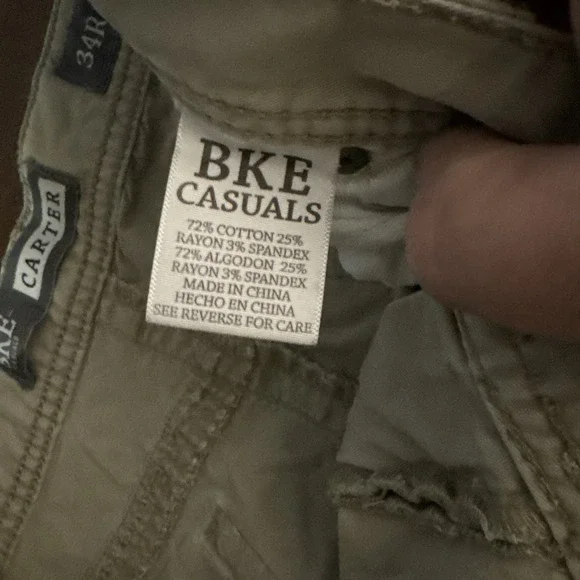 34R
BKE
CASUALS
72% COTTON 25%
RAYON 3% SPANDEX
72% ALGODON 25%
RAYON 3% SPANDEX
MADE IN CHINA
HECHO EN CHINA
SEE REVERSE FOR CARE
CARTER
BKE